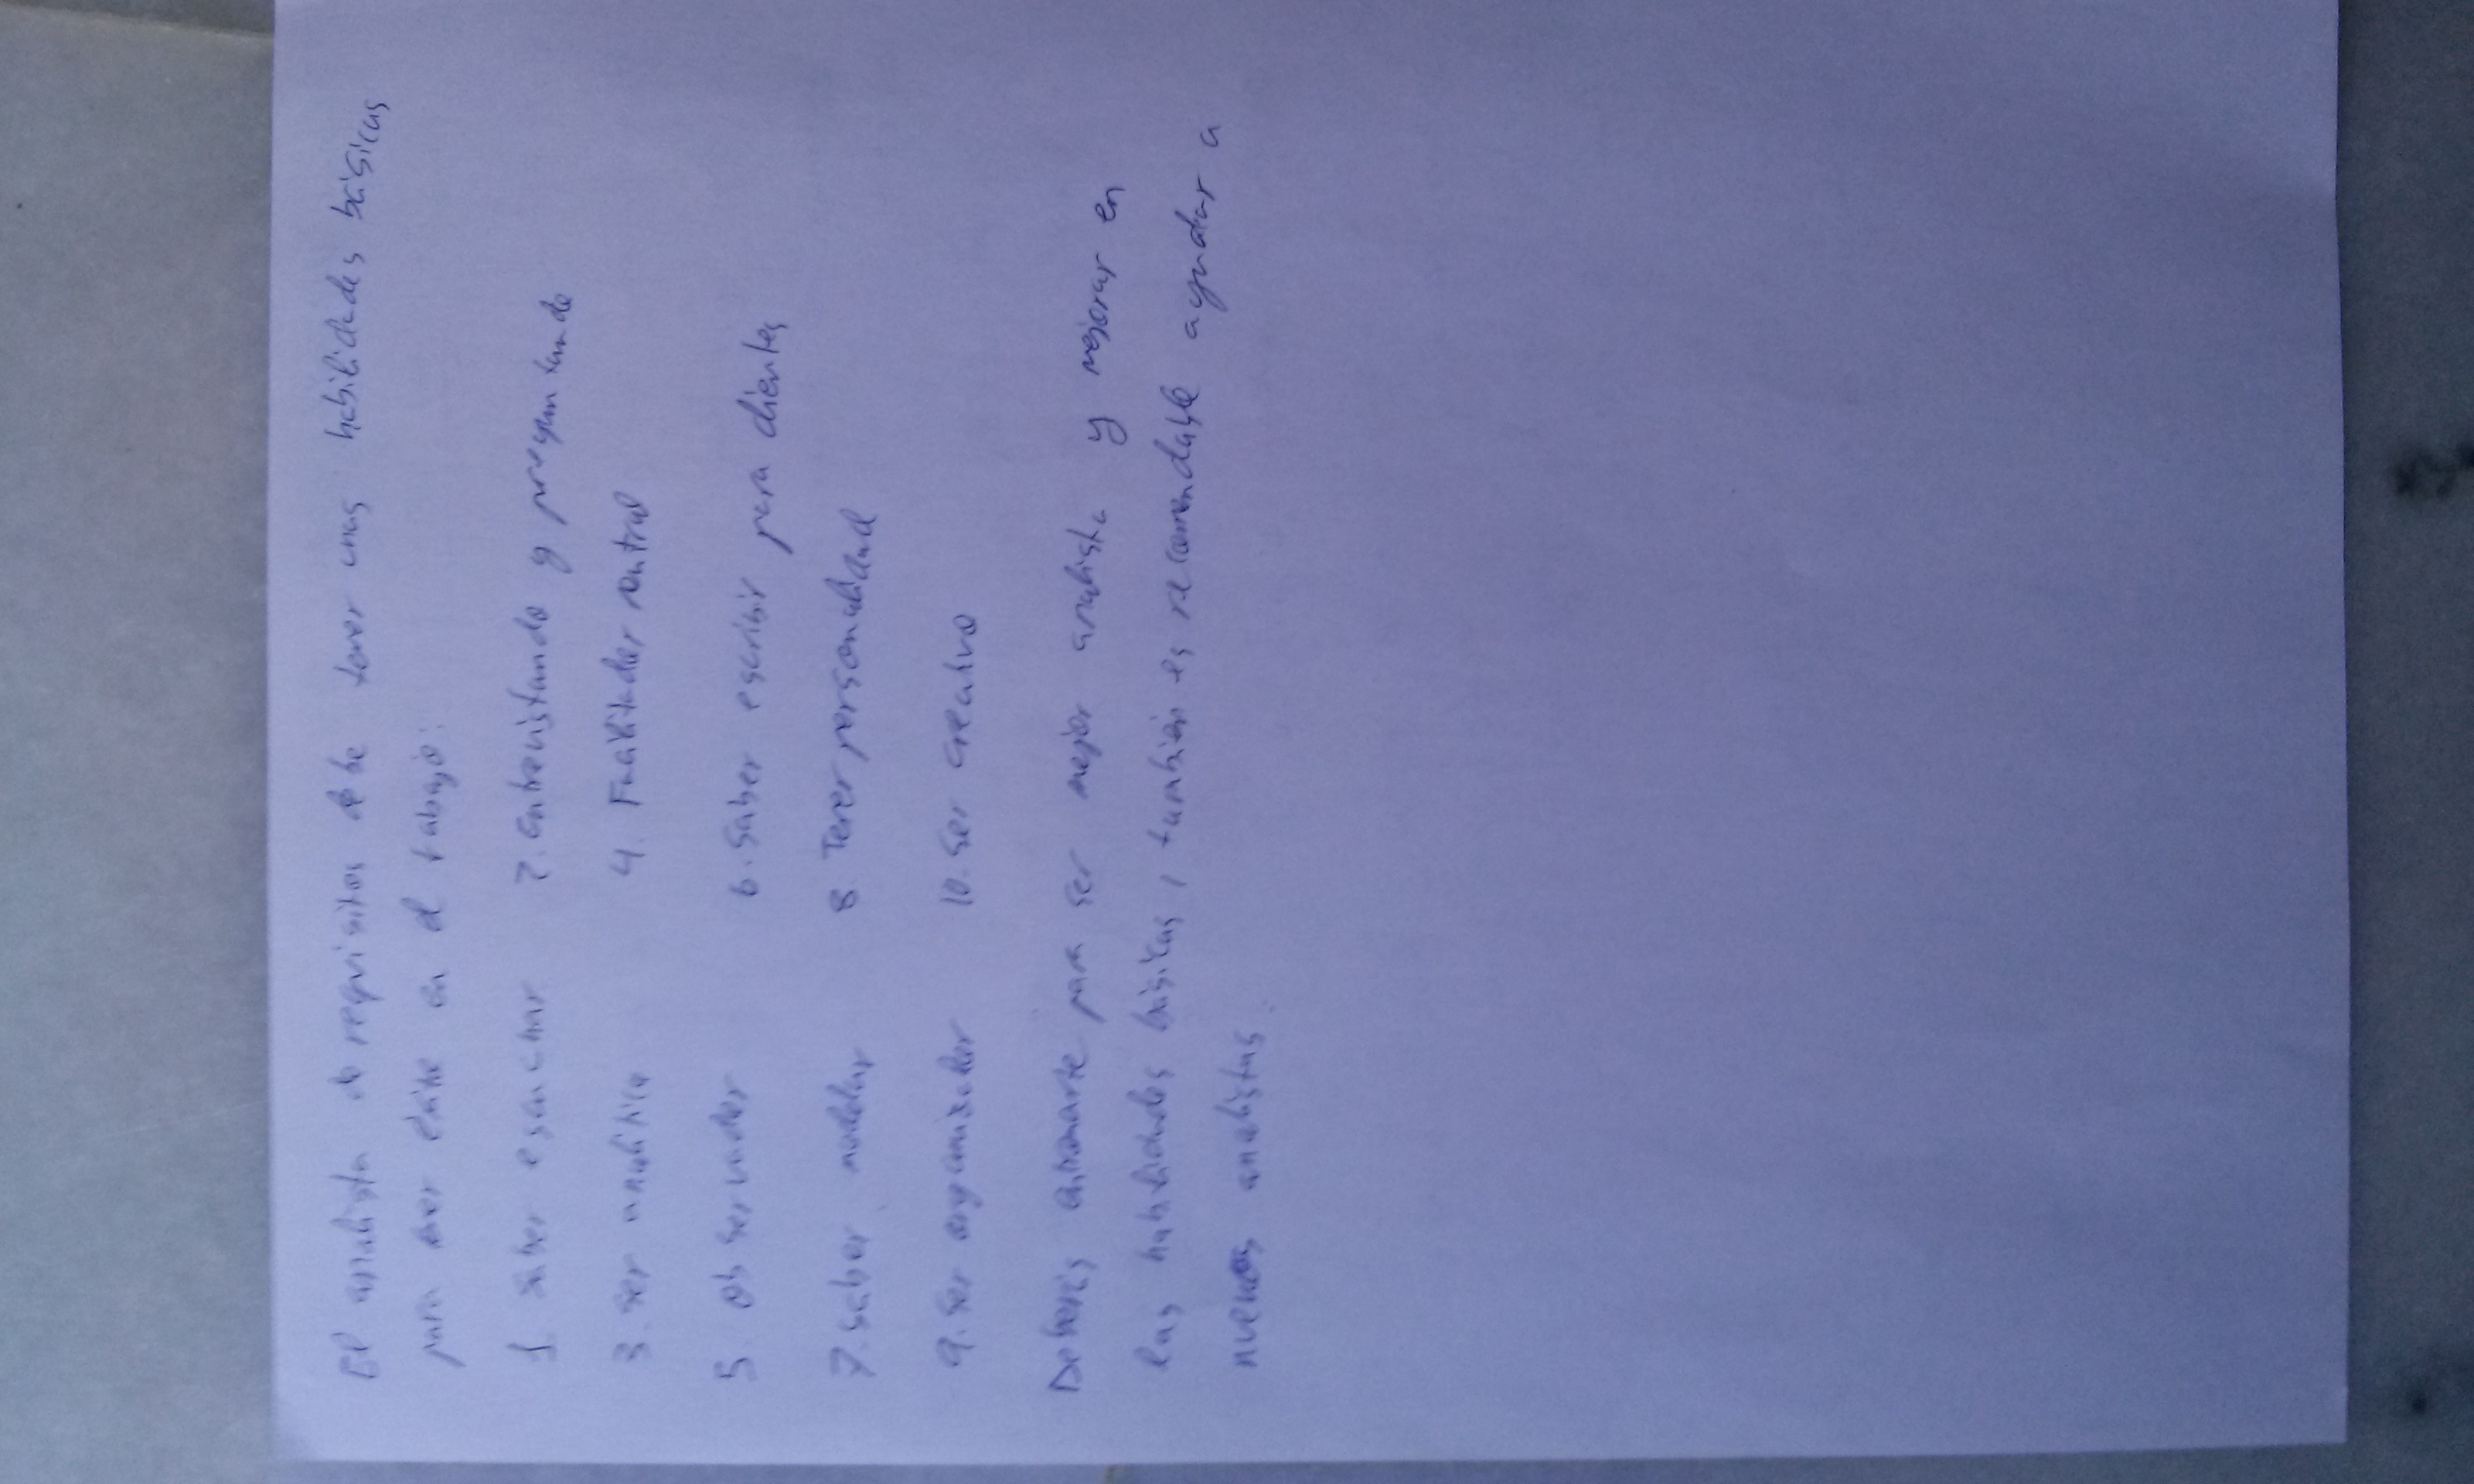 El analista de requisitos debe tener unas habilidades básicas
para tener éxito en el trabajo:
1. Saber escuchar 2. entrevistando y preguntando
3. Ser analítico 4. Facilitador
5. Observador 6. Saber escribir para clientes
7. saber modelar 8. Tener personalidad
9. Ser organizador 10. Ser creativo
Deberás entrenarte para ser mejor analista y mejorar en
las habilidades básicas, también es recomendable ayudar a
nuevos analistas.